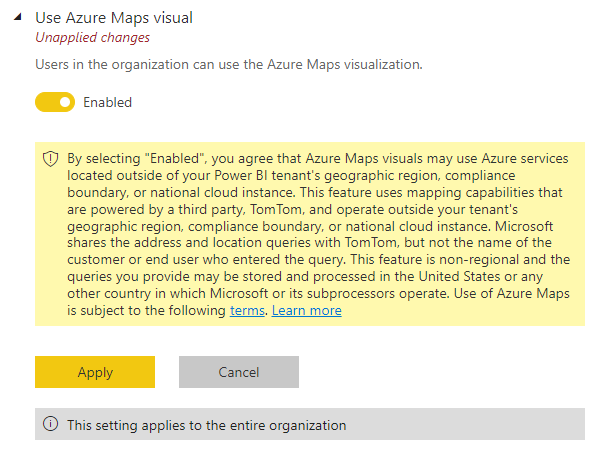 Use Azure Maps visual
Unapplied changes
Users in the organization can use the Azure Maps visualization.
Enabled
By selecting "Enabled", you agree that Azure Maps visuals may use Azure services
located outside of your Power BI tenant's geographic region, compliance
boundary, or national cloud instance. This feature uses mapping capabilities that
are powered by a third party, TomTom, and operate outside your tenant's
geographic region, compliance boundary, or national cloud instance. Microsoft
shares the address and location queries with TomTom, but not the name of the
customer or end user who entered the query. This feature is non-regional and the
queries you provide may be stored and processed in the United States or any
other country in which Microsoft or its subprocessors operate. Use of Azure Maps
is subject to the following terms. Learn more
Apply Cancel
This setting applies to the entire organization